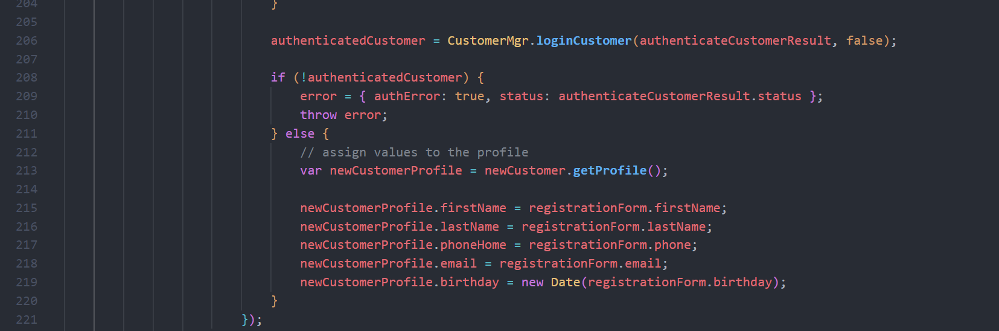 204 }
205
206 authenticatedCustomer = CustomerMgr.loginCustomer(authenticateCustomerResult, false);
207
208 if (!authenticatedCustomer) {
209 error = { authError: true, status: authenticateCustomerResult.status };
210 throw error;
211 } else {
212 // assign values to the profile
213 var newCustomerProfile = newCustomer.getProfile();
214
215 newCustomerProfile.firstName = registrationForm.firstName;
216 newCustomerProfile.lastName = registrationForm.lastName;
217 newCustomerProfile.phoneHome = registrationForm.phone;
218 newCustomerProfile.email = registrationForm.email;
219 newCustomerProfile.birthday = new Date(registrationForm.birthday);
220 }
221 });